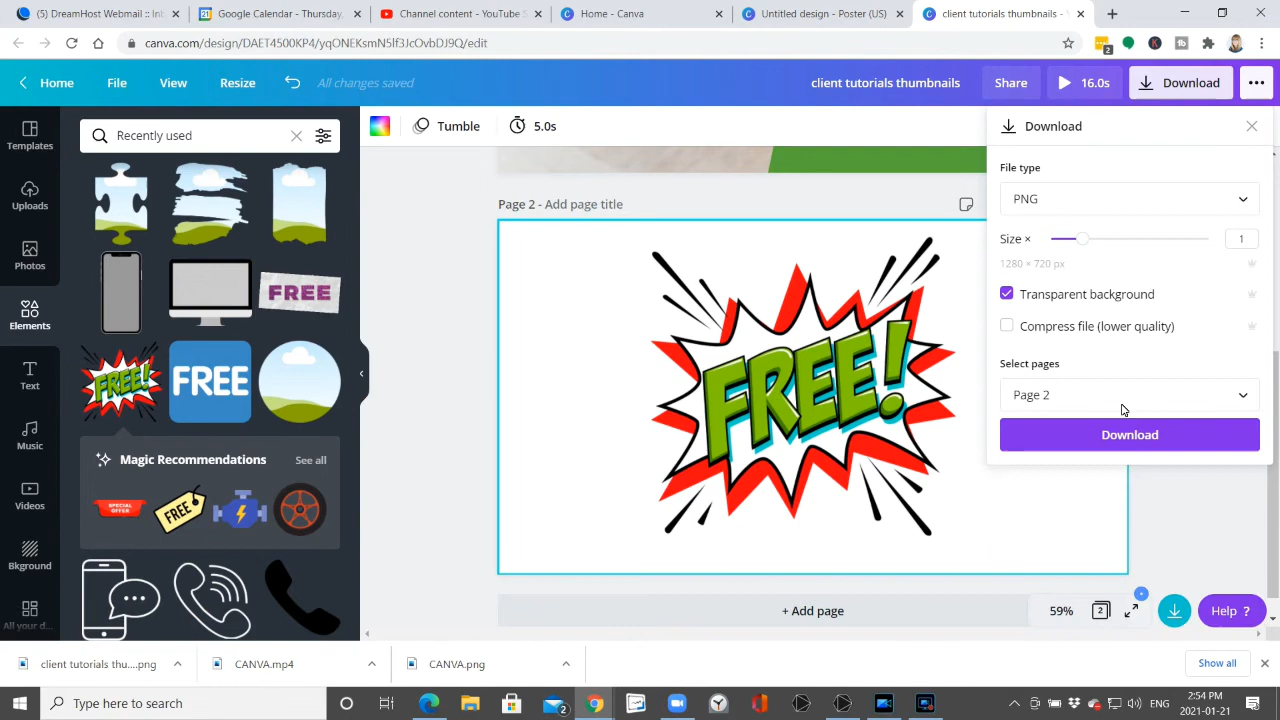 DreamHost Webmail :: Int
Google Calendar - Thursday,
Channel content - YouTube S
Home - Canva
Untitled design - Poster (US)
client tutorials thumbnails - Y
canva.com/design/DAET4500KP4/yqONEKsmN5lf3JcOvbDJ9Q/edit
2
Home
File
View
Resize
All changes saved
client tutorials thumbnails
Share
16.0s
Download
Templates
Uploads
Photos
Elements
Text
Music
Videos
Bkground
All your d...
Recently used
FREE
FREE!
FREE
Magic Recommendations
See all
SPECIAL
OFFER
FREE
Tumble
5.0s
Page 2 - Add page title
FREE!
Download
File type
PNG
Size ×
1
1280 × 720 px
Transparent background
Compress file (lower quality)
Select pages
Page 2
Download
+ Add page
59%
2
Help ?
client tutorials thu....png
CANVA.mp4
CANVA.png
Show all
Type here to search
2
ENG
2:54 PM
2021-01-21